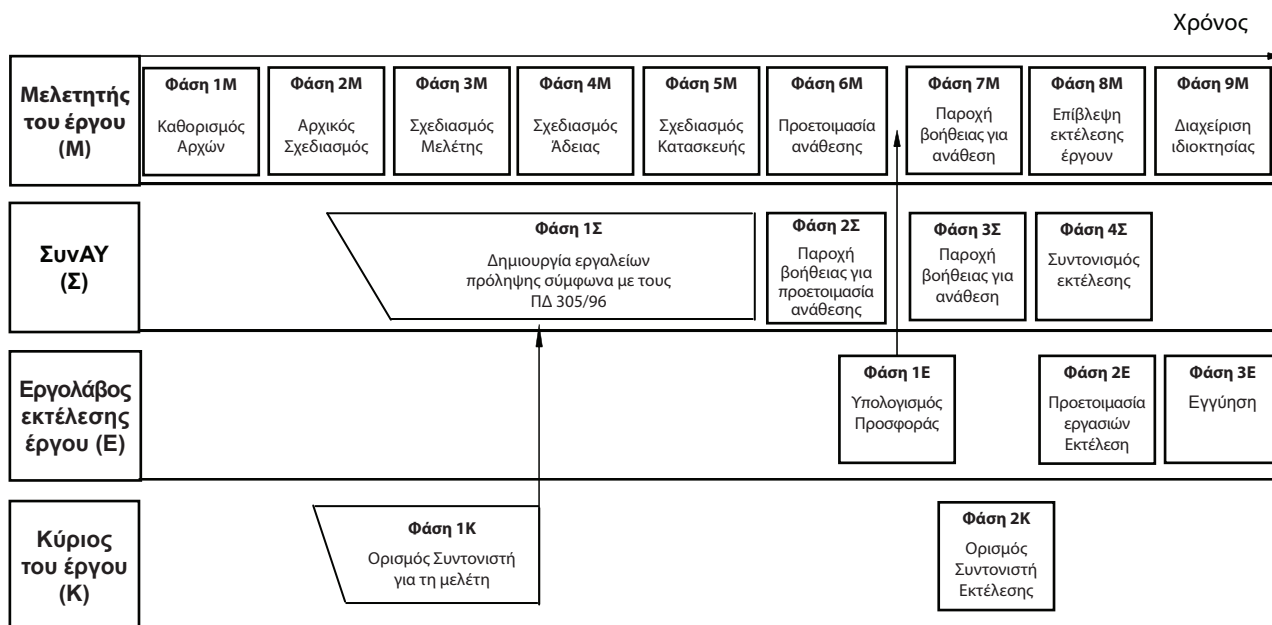 Χρόνος
Μελετητής
του έργου
(Μ)
Φάση 1Μ
Καθορισμός
Αρχών
Φάση 2Μ
Αρχικός
Σχεδιασμός
Φάση 3Μ
Σχεδιασμός
Μελέτης
Φάση 4Μ
Σχεδιασμός
Άδειας
Φάση 5Μ
Σχεδιασμός
Κατασκευής
Φάση 6Μ
Προετοιμασία
ανάθεσης
Φάση 7Μ
Παροχή
βοήθειας για
ανάθεση
Φάση 8Μ
Επίβλεψη
εκτέλεσης
έργουν
Φάση 9Μ
Διαχείριση
ιδιοκτησίας
ΣυνΑΥ
(Σ)
Φάση 1Σ
Δημιουργία εργαλείων
πρόληψης σύμφωνα με τους
ΠΔ 305/96
Φάση 2Σ
Παροχή
βοήθειας για
προετοιμασία
ανάθεσης
Φάση 3Σ
Παροχή
βοήθειας για
ανάθεση
Φάση 4Σ
Συντονισμός
εκτέλεσης
Εργολάβος
εκτέλεσης
έργου (Ε)
Φάση 1Ε
Υπολογισμός
Προσφοράς
Φάση 2Ε
Προετοιμασία
εργασιών
Εκτέλεση
Φάση 3Ε
Εγγύηση
Κύριος
του έργου
(Κ)
Φάση 1Κ
Ορισμός Συντονιστή
για τη μελέτη
Φάση 2Κ
Ορισμός
Συντονιστή
Εκτέλεσης